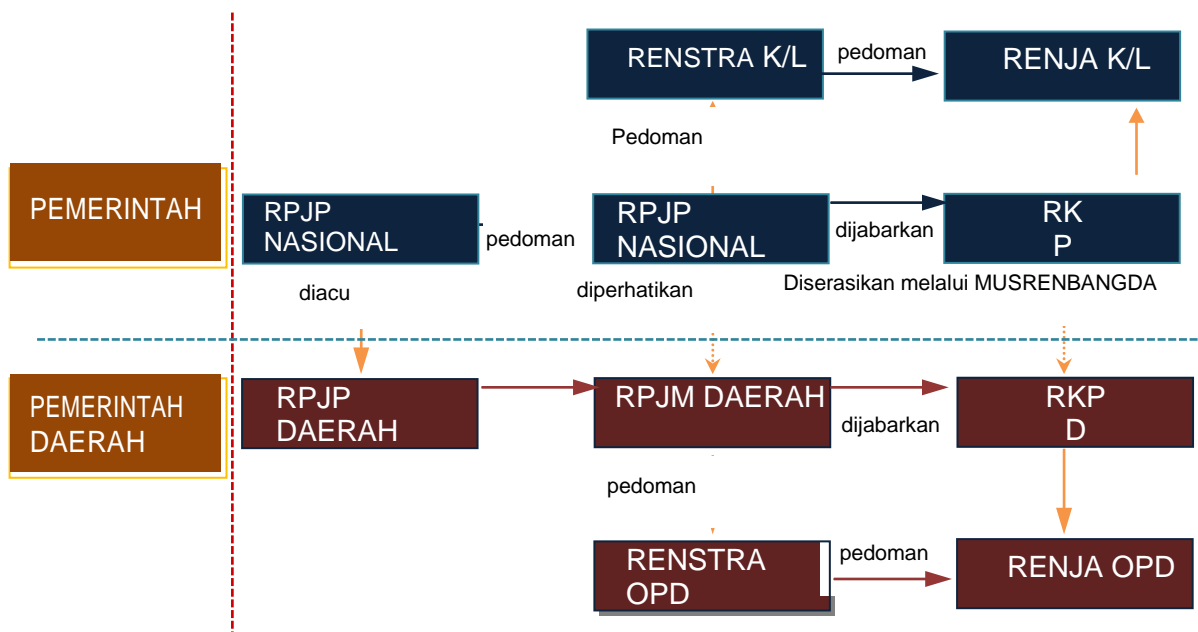 RENSTRA K/L
pedoman
RENJA K/L
Pedoman
PEMERINTAH
RPJP
NASIONAL
pedoman
RPJP
NASIONAL
dijabarkan
RK
P
diacu
diperhatikan
Diserasikan melalui MUSRENBANGDA
PEMERINTAH
DAERAH
RPJP
DAERAH
RPJM DAERAH
dijabarkan
RKP
D
pedoman
RENSTRA
OPD
pedoman
RENJA OPD